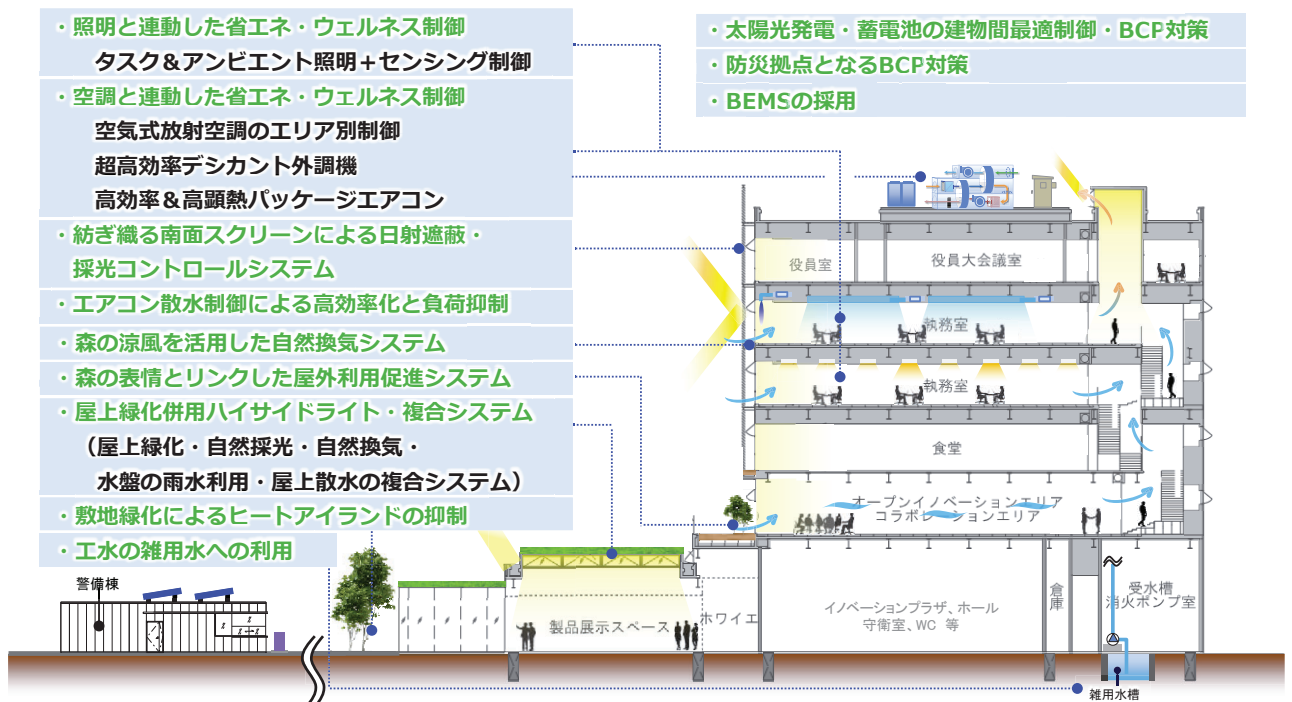 ・照明と連動した省エネ・ウェルネス制御
タスク＆アンビエント照明＋センシング制御
・空調と連動した省エネ・ウェルネス制御
空気式放射空調のエリア別制御
超高効率デシカント外調機
高効率＆高顕熱パッケージエアコン
・紡ぎ織る南面スクリーンによる日射遮蔽・
採光コントロールシステム
・エアコン散水制御による高効率化と負荷抑制
・森の涼風を活用した自然換気システム
・森の表情とリンクした屋外利用促進システム
・屋上緑化併用ハイサイドライト・複合システム
（屋上緑化・自然採光・自然換気・
水盤の雨水利用・屋上散水の複合システム）
・敷地緑化によるヒートアイランドの抑制
・工水の雑用水への利用
・太陽光発電・蓄電池の建物間最適制御・BCP対策
・防災拠点となるBCP対策
・BEMSの採用
役員室
役員大会議室
執務室
執務室
食堂
オープンイノベーションエリア
コラボレーションエリア
警備棟
製品展示スペース
ホワイエ
イノベーションプラザ、ホール
守衛室、WC 等
倉庫
受水槽
消火ポンプ室
雑用水槽